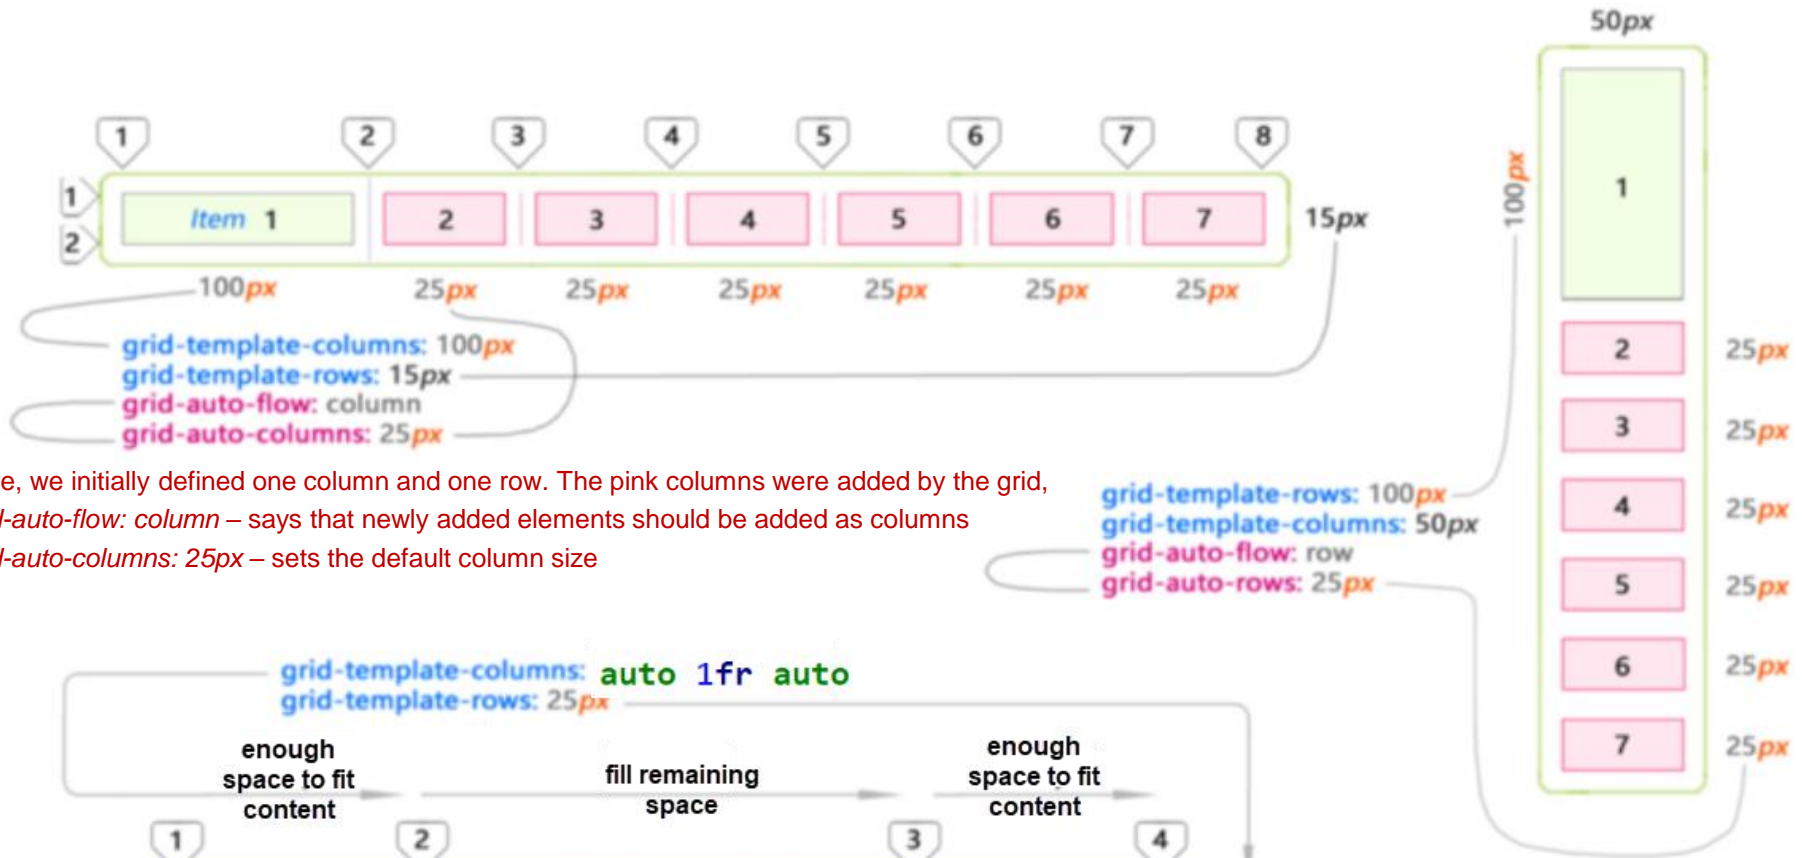 50px
1 2 3 4 5 6 7 8
1
2
Item 1 2 3 4 5 6 7
15px
100px 25px 25px 25px 25px 25px 25px
grid-template-columns: 100px
grid-template-rows: 15px
grid-auto-flow: column
grid-auto-columns: 25px
e, we initially defined one column and one row. The pink columns were added by the grid,
d-auto-flow: column – says that newly added elements should be added as columns
d-auto-columns: 25px – sets the default column size
100px
1
2 25px
3 25px
4 25px
5 25px
6 25px
7 25px
grid-template-rows: 100px
grid-template-columns: 50px
grid-auto-flow: row
grid-auto-rows: 25px
grid-template-columns: auto 1fr auto
grid-template-rows: 25px
enough
space to fit
content
fill remaining
space
enough
space to fit
content
1 2 3 4